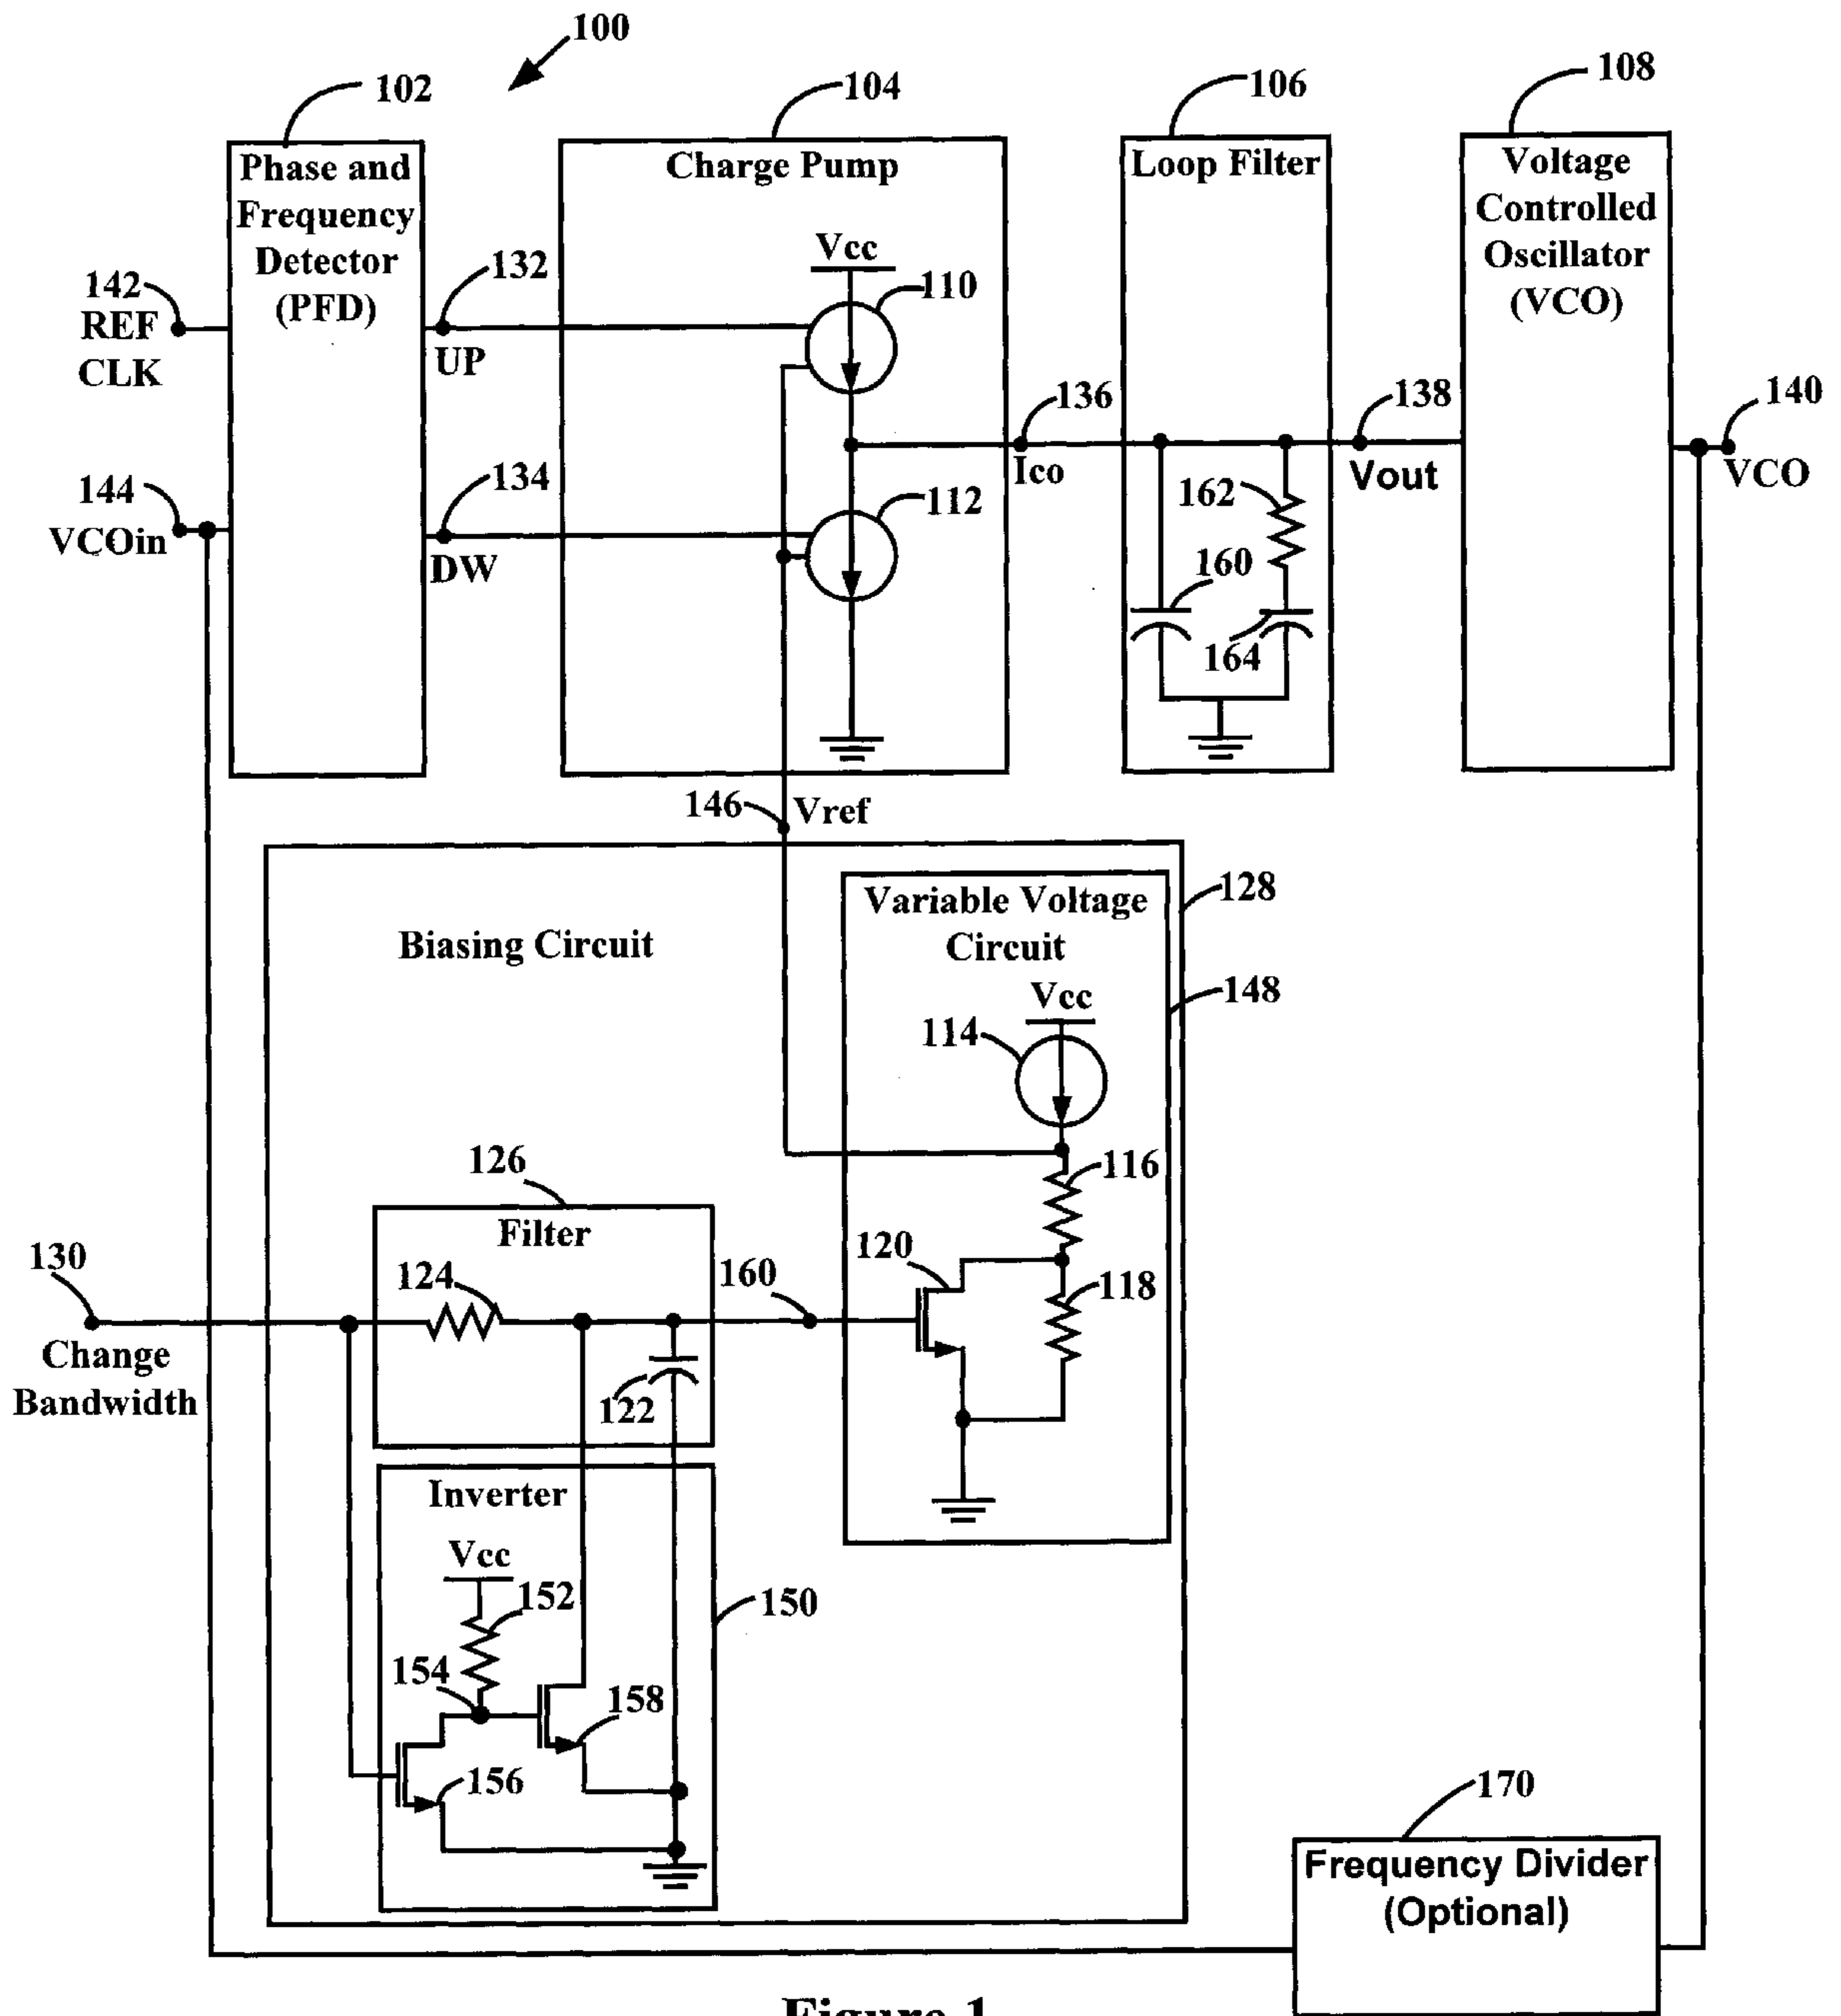 100
102
104
106
108
Phase and
Frequency
Detector
(PFD)
Charge Pump
Loop Filter
Voltage
Controlled
Oscillator
(VCO)
Vcc
110
142
REF
CLK
132
UP
136
Ico
138
Vout
140
VCO
144
VCOin
134
DW
112
162
160
164
146
Vref
128
Biasing Circuit
Variable Voltage
Circuit
148
Vcc
114
116
126
Filter
120
118
130
Change
Bandwidth
124
160
122
Inverter
Vcc
152
150
154
158
156
170
Frequency Divider
(Optional)
Figure 1